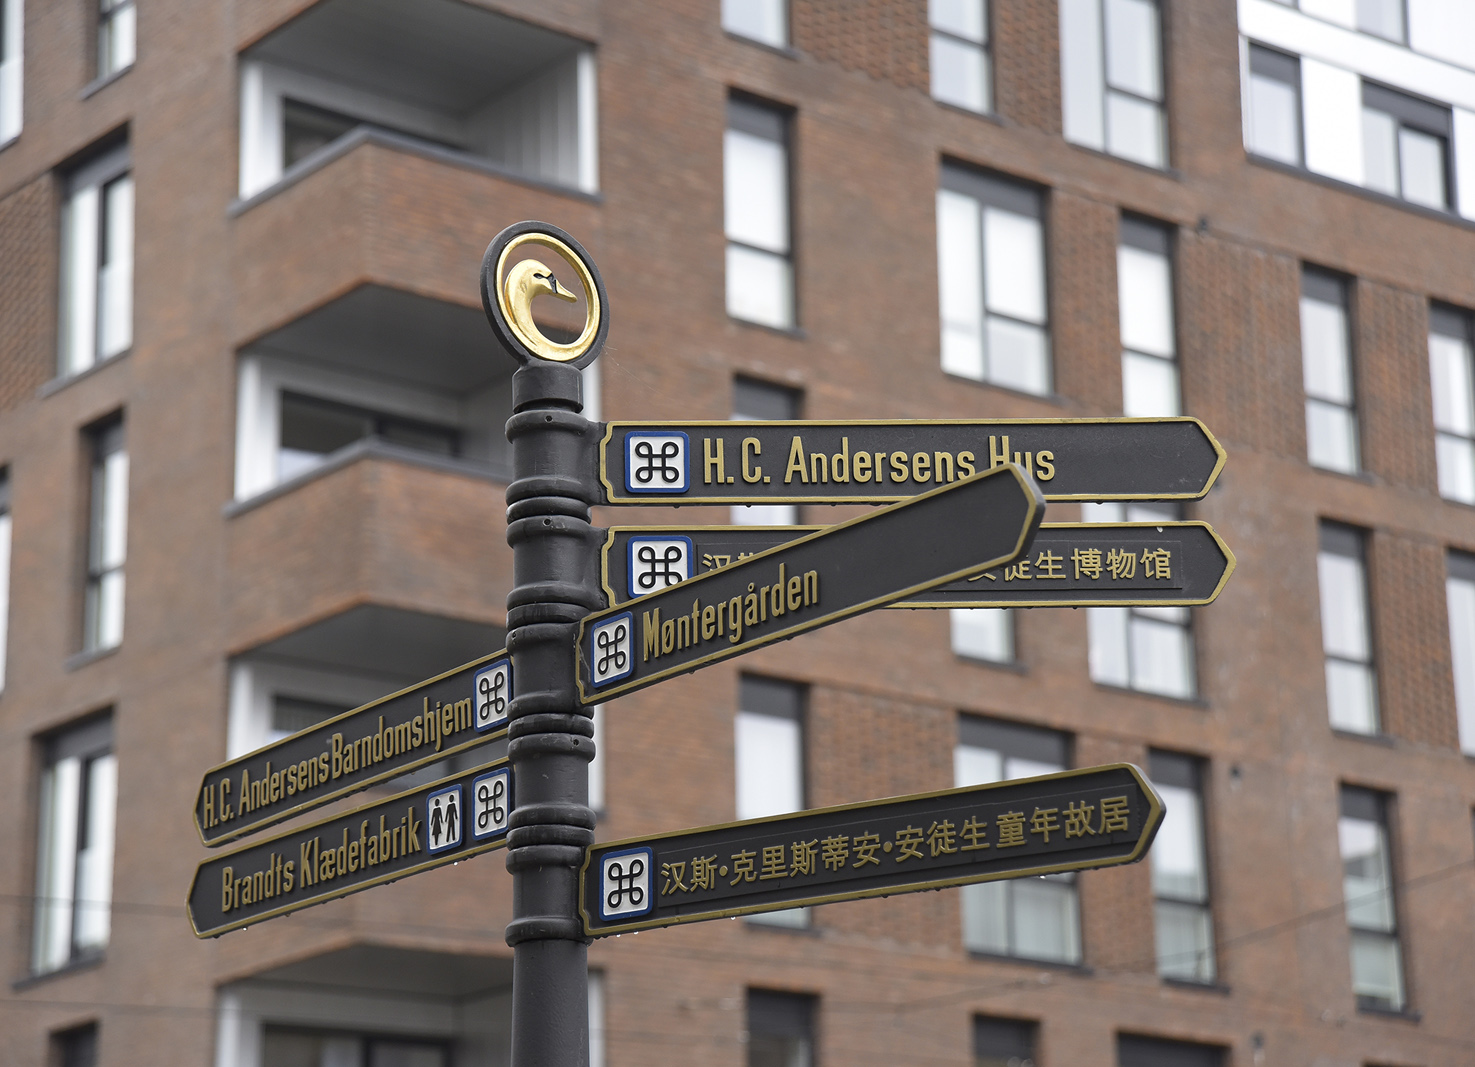 H.C. Andersens Hus
安徒生博物馆
Møntergården
H.C. Andersens Barndomshjem
Brandts Klædefabrik
汉斯•克里斯蒂安•安徒生童年故居